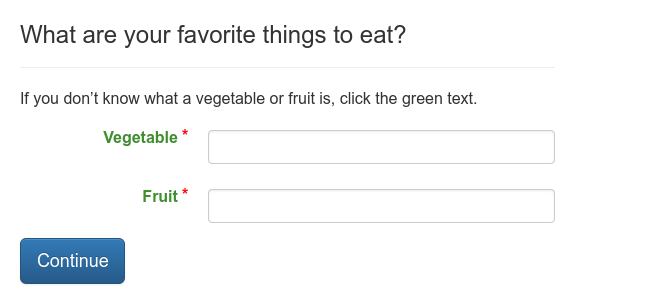 What are your favorite things to eat?
If you don’t know what a vegetable or fruit is, click the green text.
Vegetable *
Fruit *
Continue